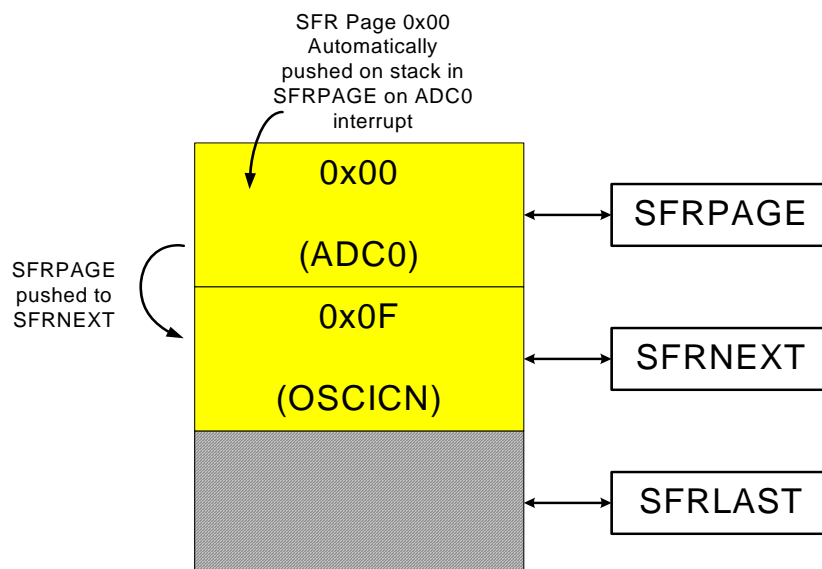 SFR Page 0x00
Automatically
pushed on stack in
SFRPAGE on ADC0
interrupt
0x00
(ADC0)
SFRPAGE
SFRPAGE
pushed to
SFRNEXT
0x0F
(OSCICN)
SFRNEXT
SFRLAST